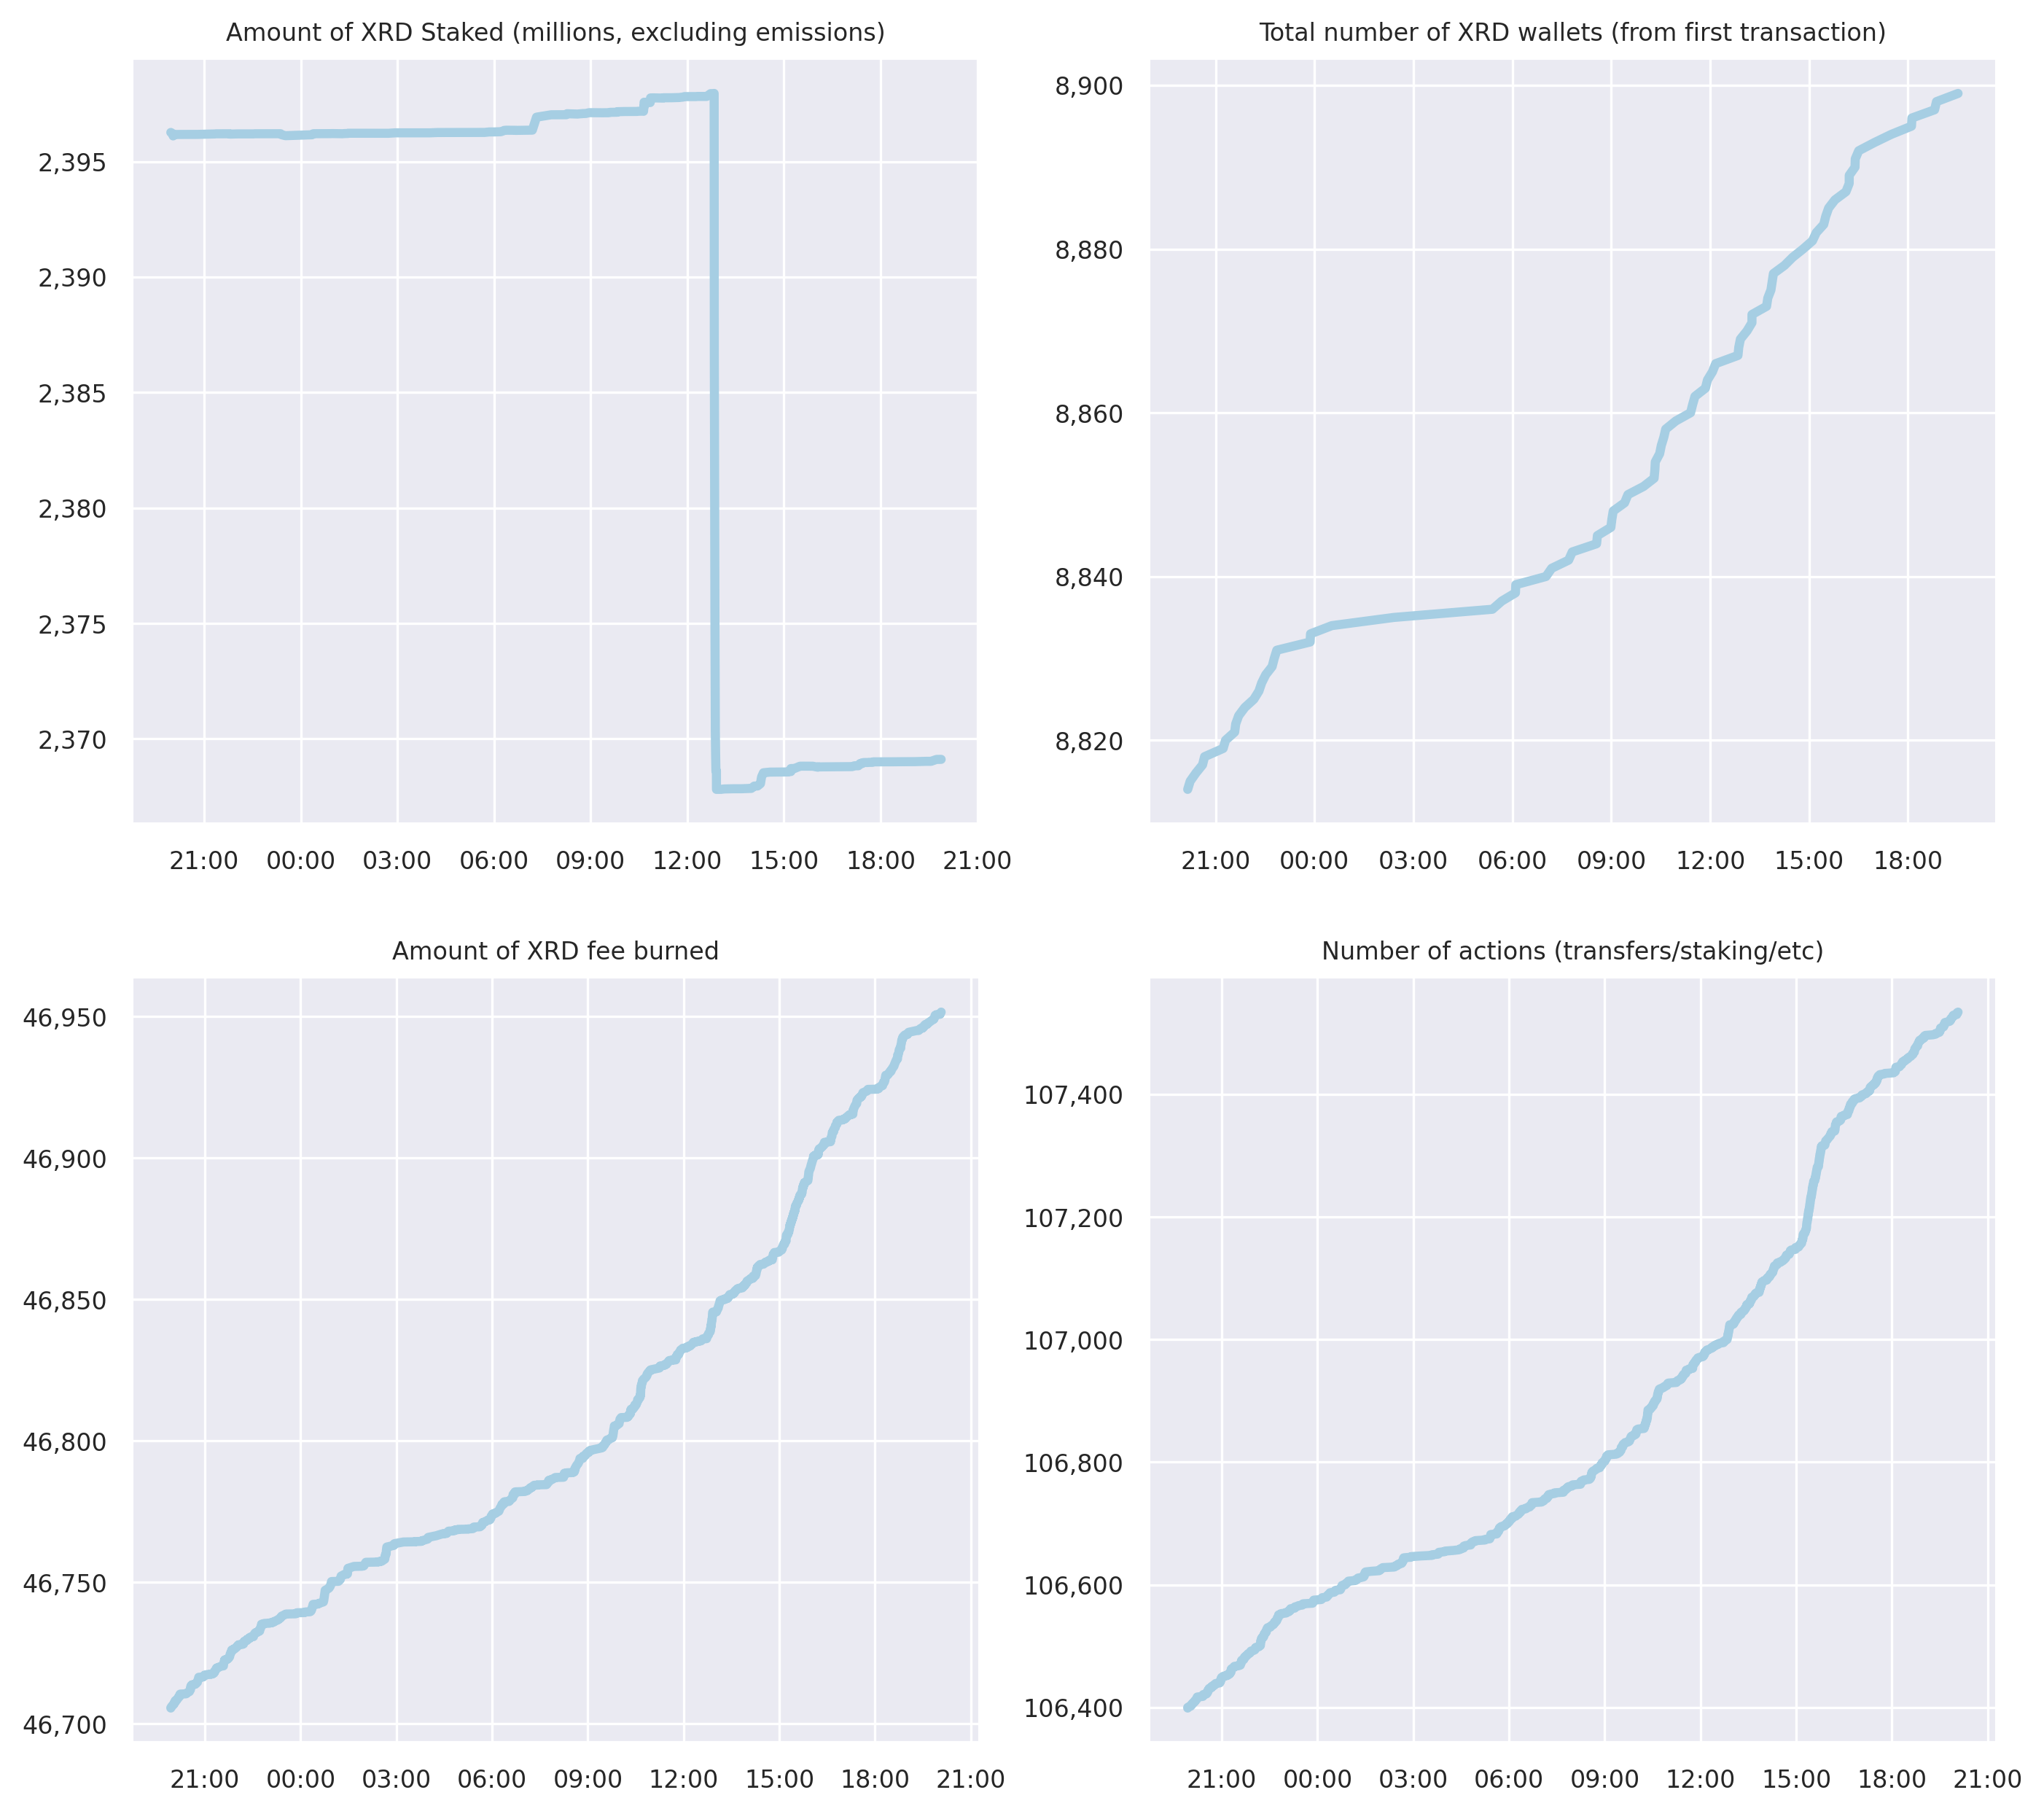 Amount of XRD Staked (millions, excluding emissions)
2,395
2,390
2,385
2,380
2,375
2,370
21:00 00:00 03:00 06:00 09:00 12:00 15:00 18:00 21:00
Total number of XRD wallets (from first transaction)
8,900
8,880
8,860
8,840
8,820
21:00 00:00 03:00 06:00 09:00 12:00 15:00 18:00
Amount of XRD fee burned
46,950
46,900
46,850
46,800
46,750
46,700
21:00 00:00 03:00 06:00 09:00 12:00 15:00 18:00 21:00
Number of actions (transfers/staking/etc)
107,400
107,200
107,000
106,800
106,600
106,400
21:00 00:00 03:00 06:00 09:00 12:00 15:00 18:00 21:00